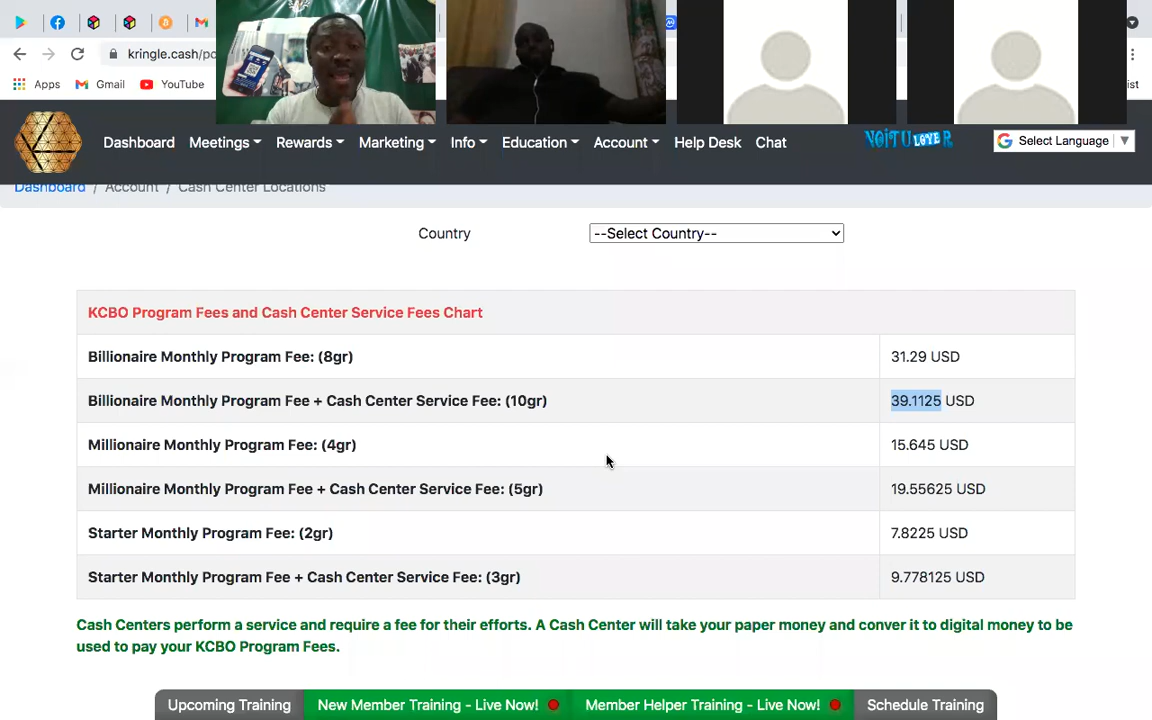 kringle.cash/po
ist
Apps Gmail YouTube
Dashboard Meetings Rewards Marketing Info Education Account Help Desk Chat
NOITU LOVE
Select Language
Dashboard / Account / Cash Center Locations
Country
--Select Country--
KCBO Program Fees and Cash Center Service Fees Chart
Billionaire Monthly Program Fee: (8gr) 31.29 USD
Billionaire Monthly Program Fee + Cash Center Service Fee: (10gr) 39.1125 USD
Millionaire Monthly Program Fee: (4gr) 15.645 USD
Millionaire Monthly Program Fee + Cash Center Service Fee: (5gr) 19.55625 USD
Starter Monthly Program Fee: (2gr) 7.8225 USD
Starter Monthly Program Fee + Cash Center Service Fee: (3gr) 9.778125 USD
Cash Centers perform a service and require a fee for their efforts. A Cash Center will take your paper money and conver it to digital money to be
used to pay your KCBO Program Fees.
Upcoming Training New Member Training - Live Now! Member Helper Training - Live Now! Schedule Training